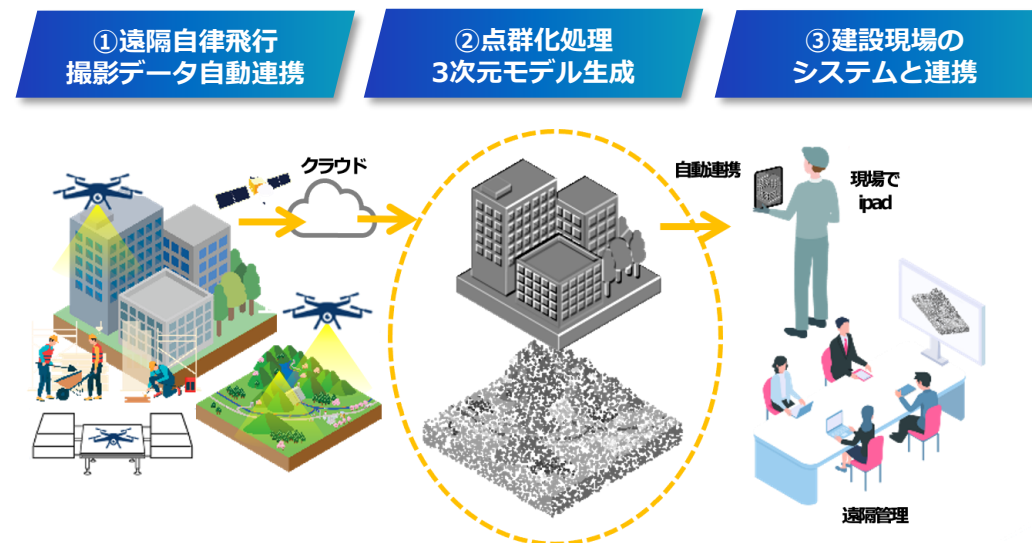 ①遠隔自律飛行
撮影データ自動連携
②点群化処理
3次元モデル生成
③建設現場の
システムと連携
クラウド
自動連携
現場で
ipad
遠隔管理